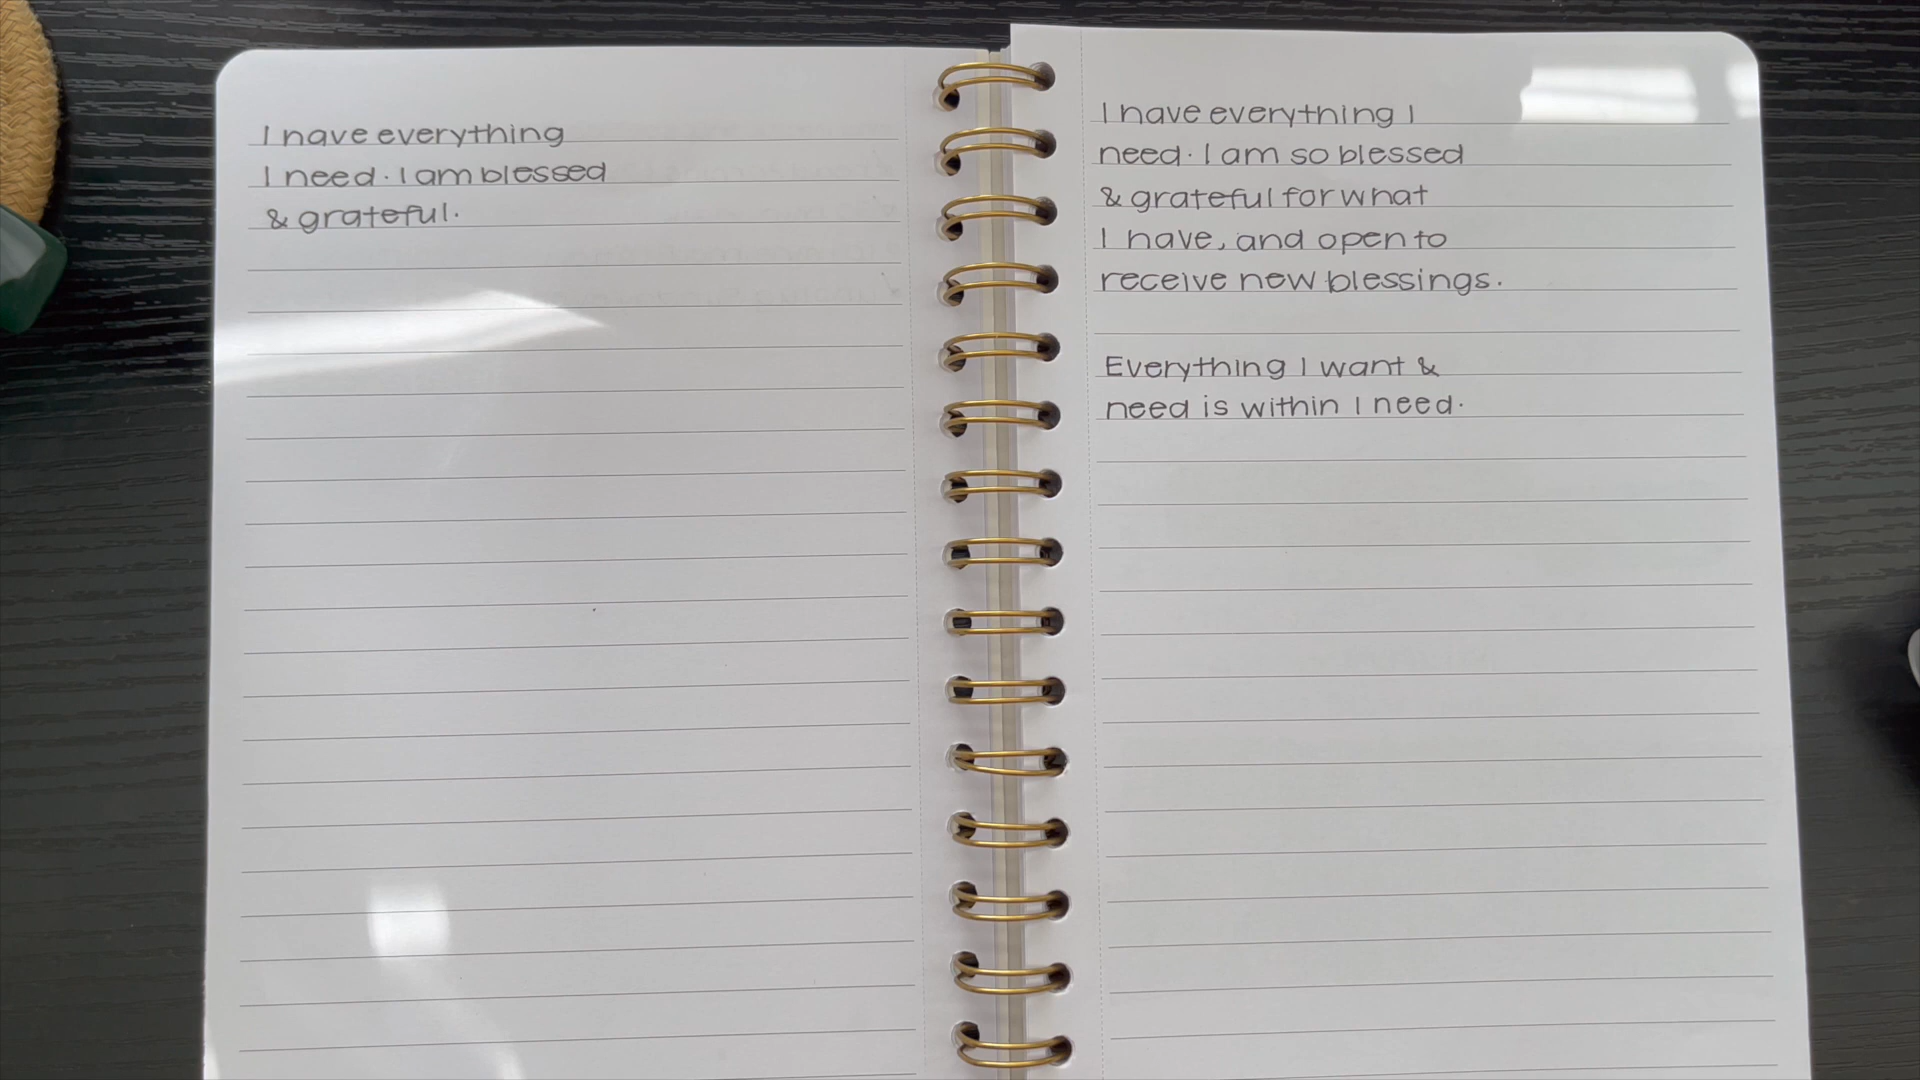 I have everything
I need. I am blessed
& grateful.
I have everything I
need. I am so blessed
& grateful for what
I have, and open to
receive new blessings.
Everything I want &
need is within I need.